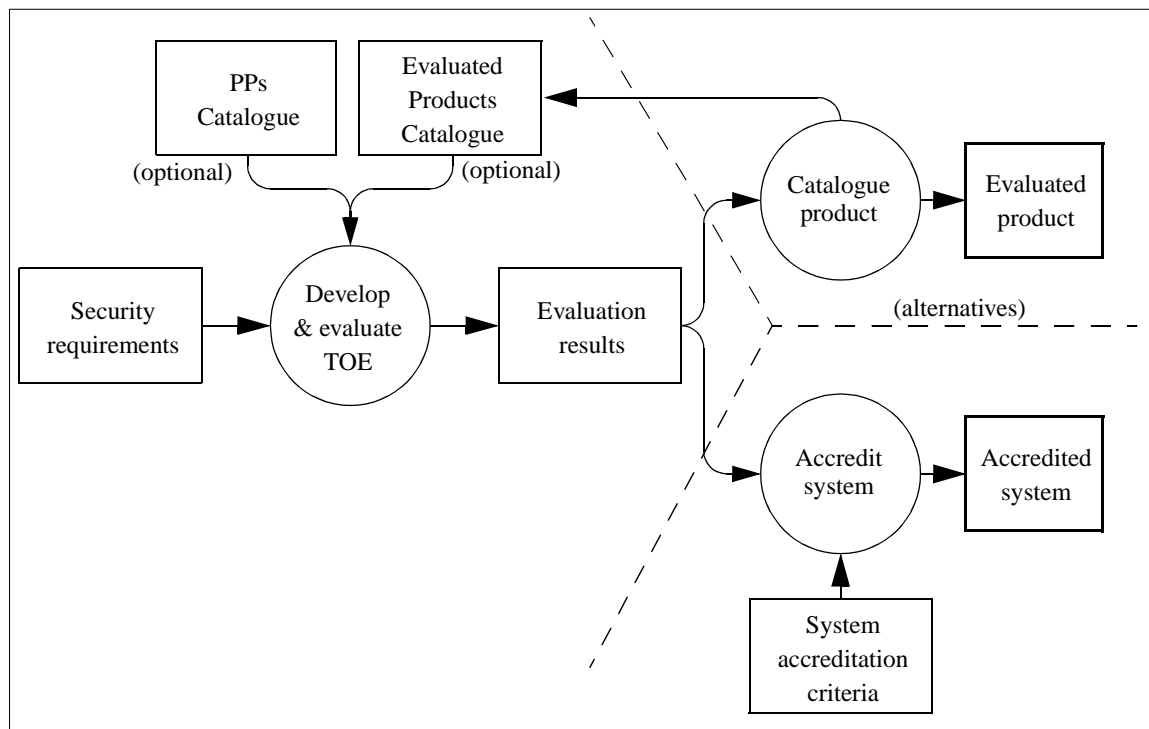 PPs
Catalogue
(optional)
Evaluated
Products
Catalogue
(optional)
Catalogue
product
Evaluated
product
Security
requirements
Develop
& evaluate
TOE
Evaluation
results
(alternatives)
Accredit
system
Accredited
system
System
accreditation
criteria